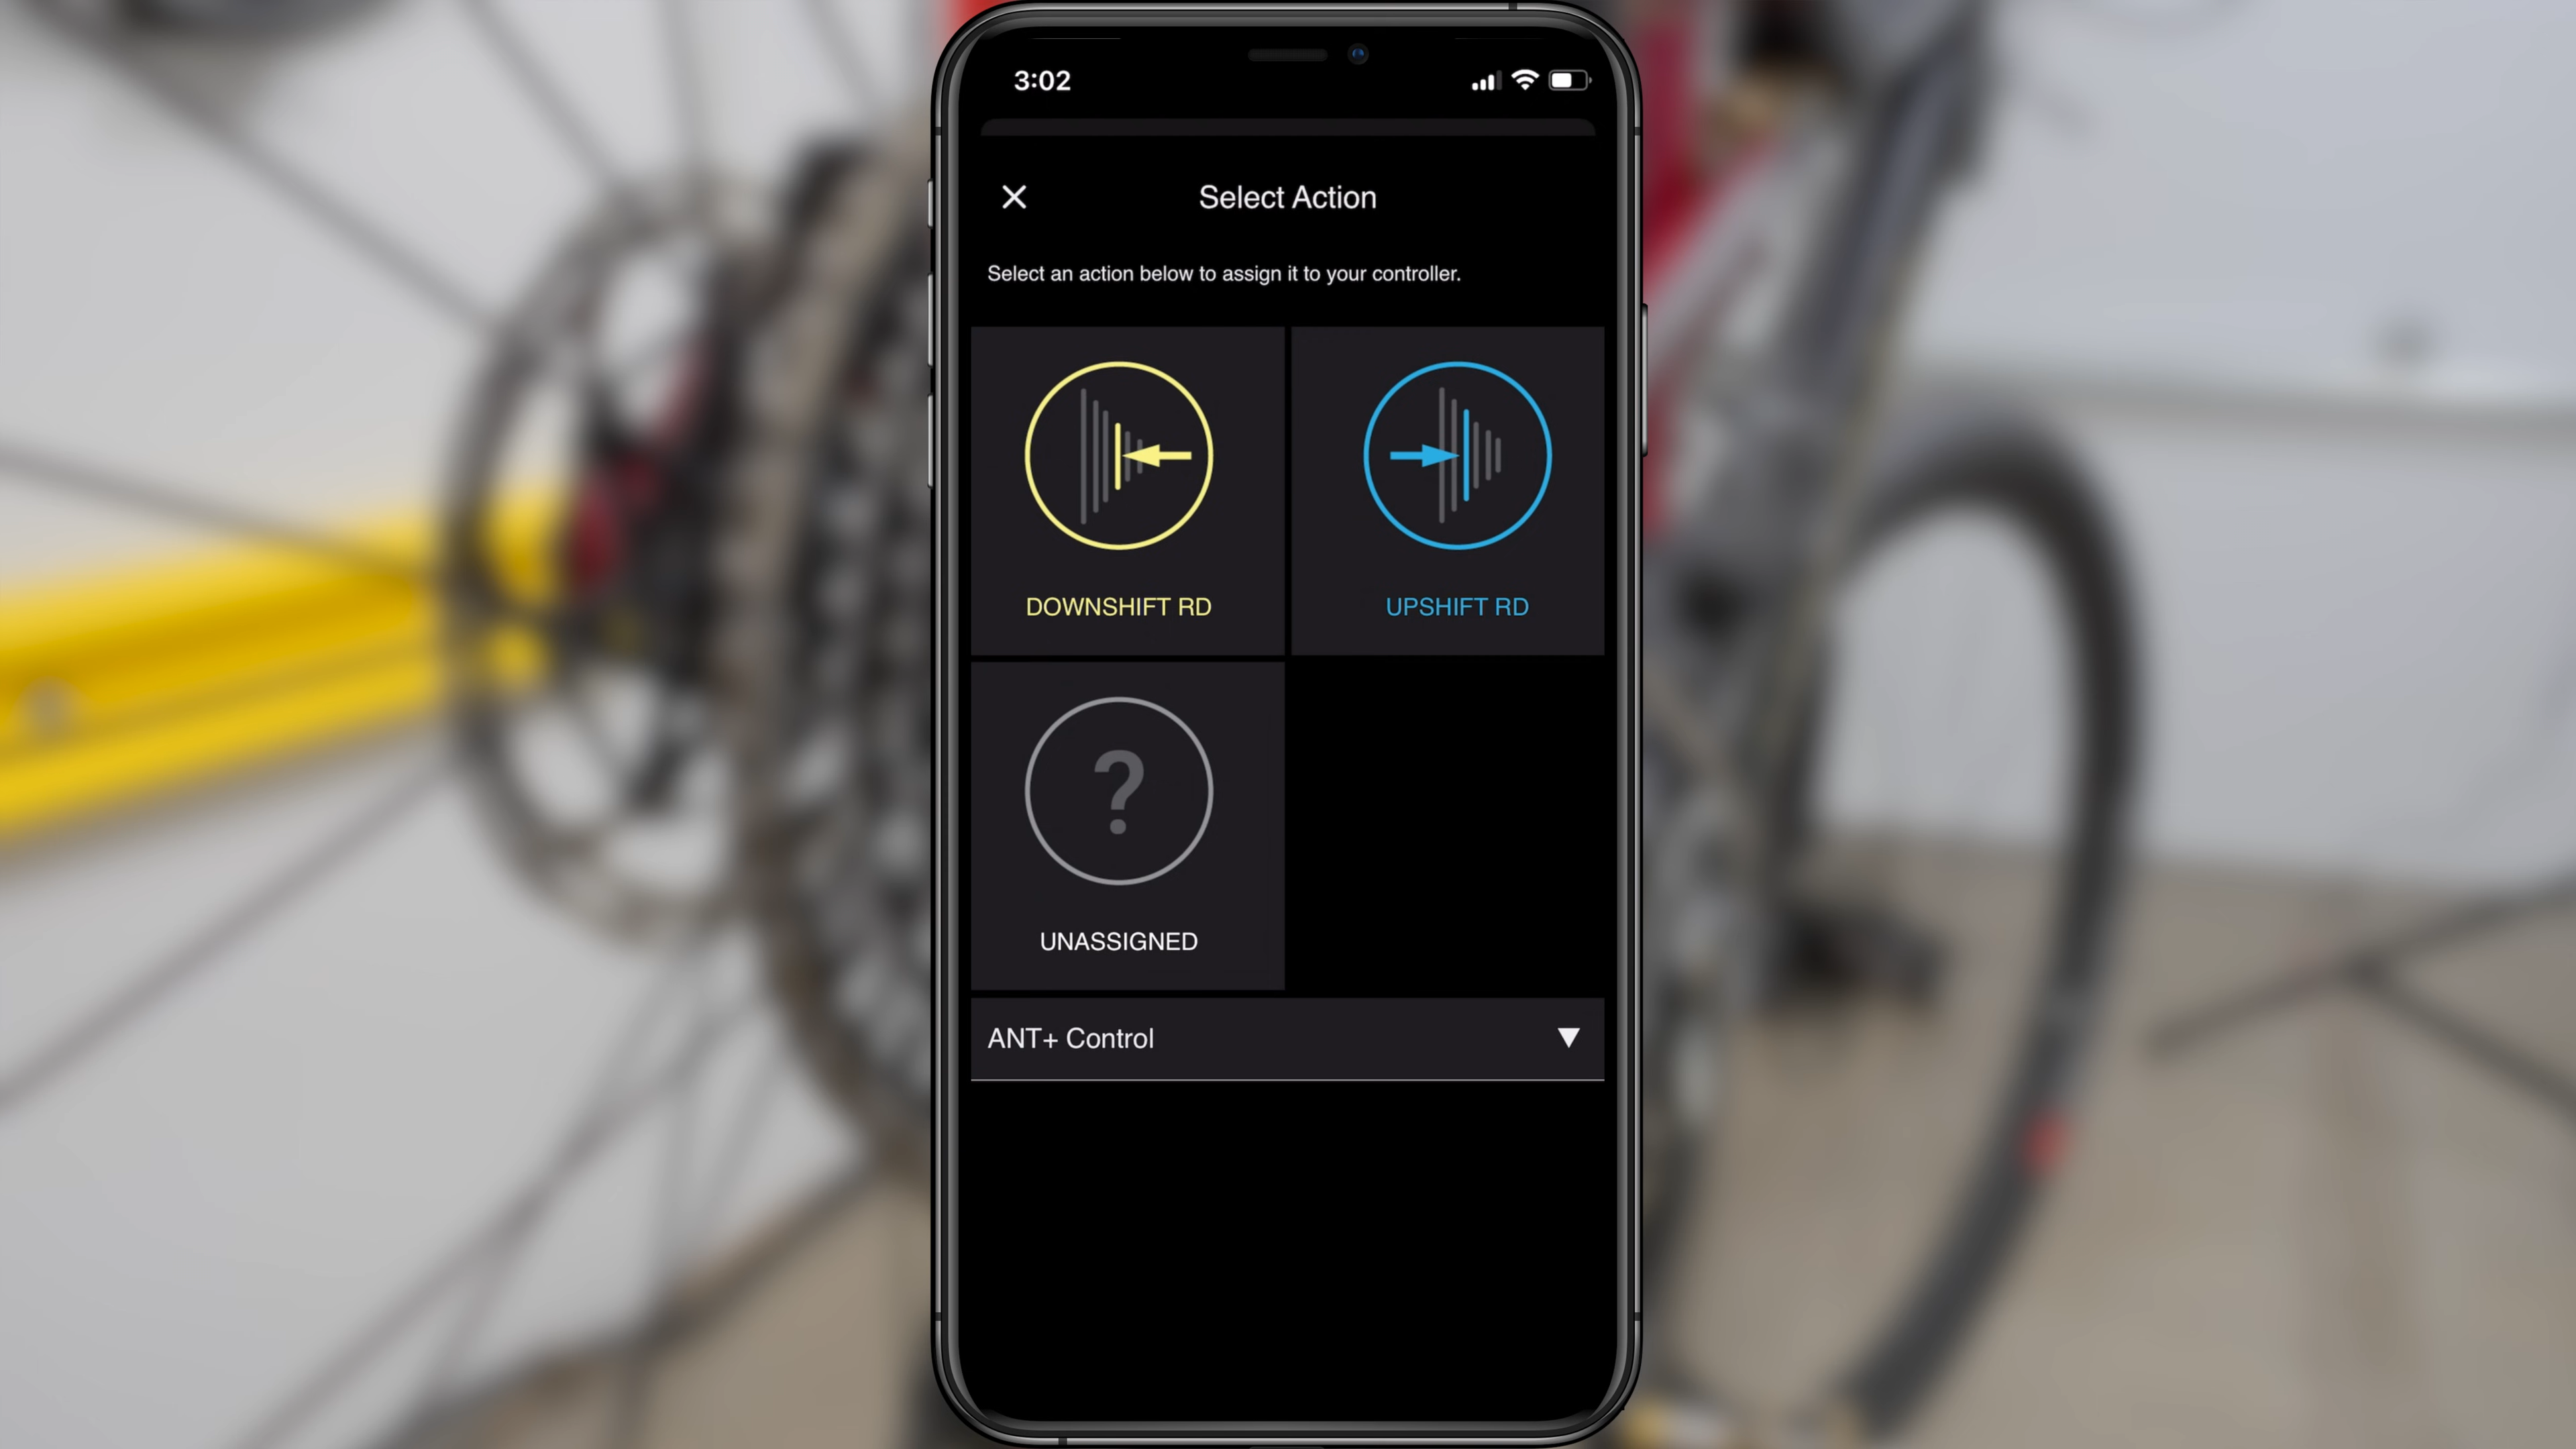 3:02
Select Action
Select an action below to assign it to your controller.
DOWNSHIFT RD
UPSHIFT RD
?
UNASSIGNED
ANT+ Control